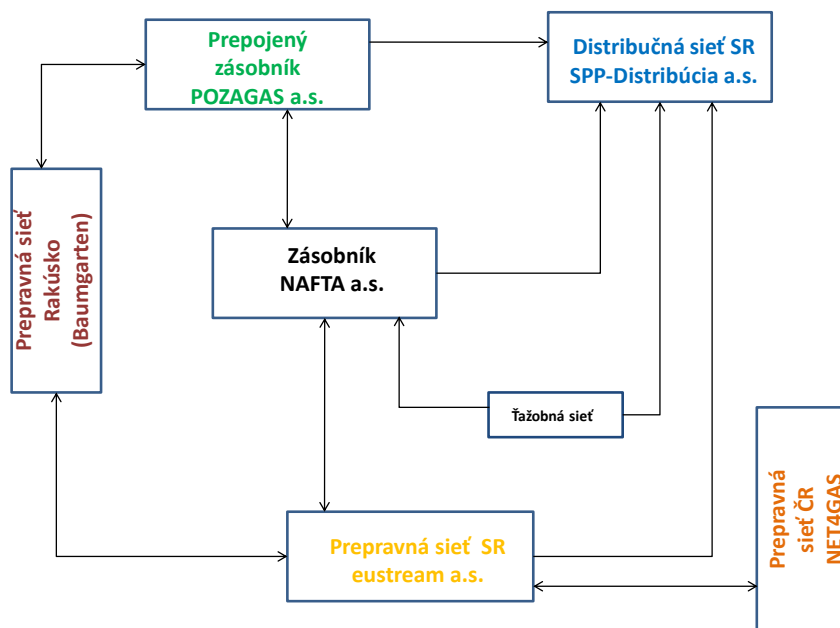 Prepojený
zásobník
POZAGAS a.s.
Distribučná sieť SR
SPP-Distribúcia a.s.
Prepravná sieť
Rakúsko
(Baumgarten)
Zásobník
NAFTA a.s.
Ťažobná sieť
Prepravná sieť SR
eustream a.s.
Prepravná
sieť ČR
NET4GAS